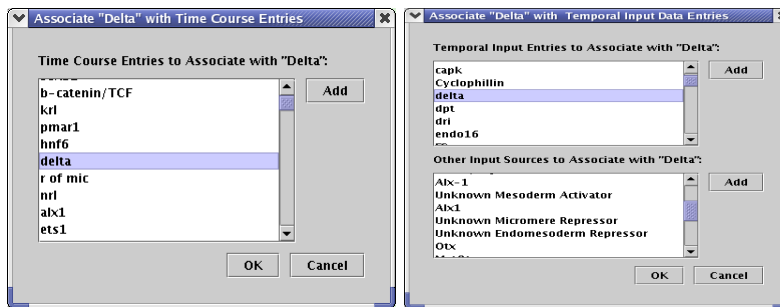 Associate "Delta" with Time Course Entries
Time Course Entries to Associate with "Delta":
b-catenin/TCF
krl
pmar1
hnf6
delta
r of mic
nrl
alx1
ets1
Add
OK
Cancel
Associate "Delta" with Temporal Input Data Entries
Temporal Input Entries to Associate with "Delta":
capk
Cyclophillin
delta
dpt
dri
endo16
Add
Other Input Sources to Associate with "Delta":
Alx-1
Unknown Mesoderm Activator
Alx1
Unknown Micromere Repressor
Unknown Endomesoderm Repressor
Otx
Add
OK
Cancel